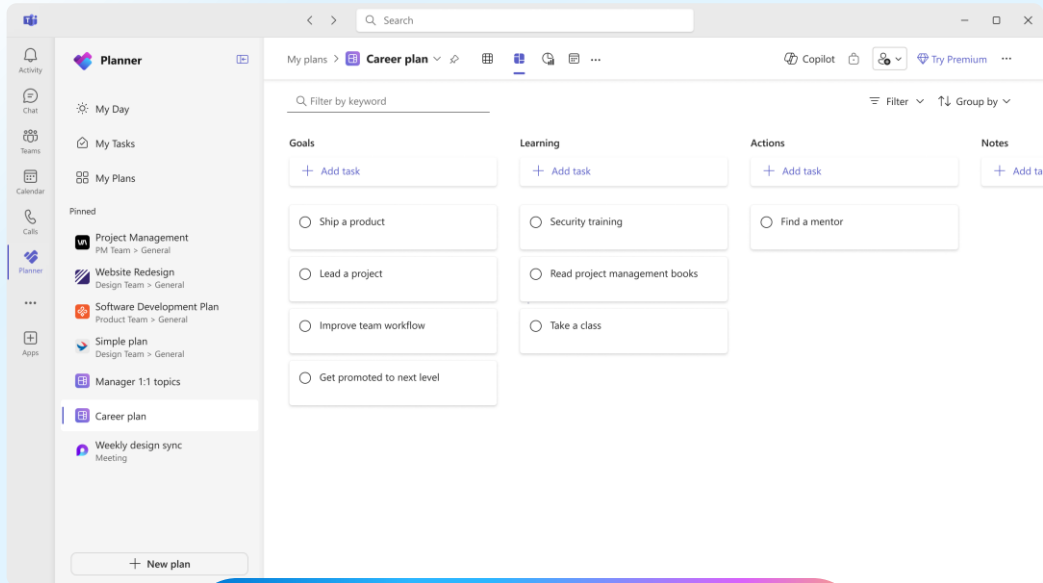 Search
Activity
Chat
Teams
Calendar
Calls
Planner
Apps
Planner
My Day
My Tasks
My Plans
Pinned
Project Management
PM Team > General
Website Redesign
Design Team > General
Software Development Plan
Product Team > General
Simple plan
Design Team > General
Manager 1:1 topics
Career plan
Weekly design sync
Meeting
New plan
My plans > Career plan
Copilot
Try Premium
Filter by keyword
Filter
Group by
Goals
Add task
Ship a product
Lead a project
Improve team workflow
Get promoted to next level
Learning
Add task
Security training
Read project management books
Take a class
Actions
Add task
Find a mentor
Notes
Add ta